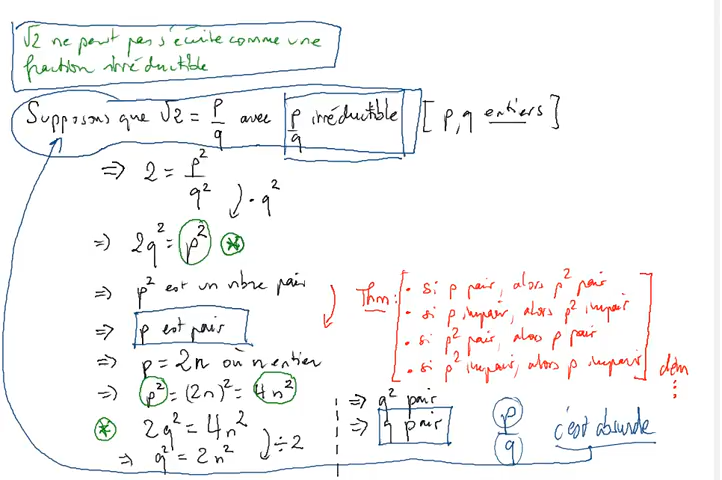 √2 ne peut pas s'écrire comme une
fraction irréductible
Supposons que √2 = p/q avec p/q irréductible [p,q entiers]
⇒ 2 = p²/q²
· q²
⇒ 2q² = p² *
⇒ p² est un nbre pair
⇒ p est pair
⇒ p = 2n où n entier
⇒ p² = (2n)² = 4n²
* 2q² = 4n²
÷2
⇒ q² = 2n²
Thm: · si p pair, alors p² pair
· si p impair, alors p² impair
· si p² pair, alors p pair
· si p² impair, alors p impair
dém
⇒ q² pair
⇒ q pair
p/q
c'est absurde